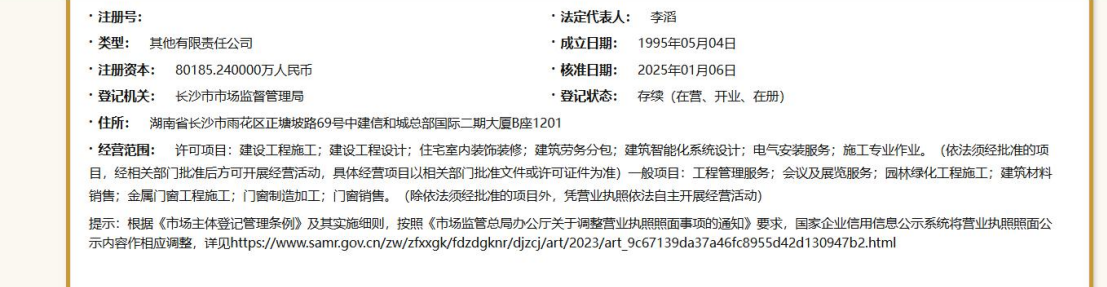 · 注册号： · 法定代表人： 李滔
· 类型： 其他有限责任公司 · 成立日期： 1995年05月04日
· 注册资本： 80185.240000万人民币 · 核准日期： 2025年01月06日
· 登记机关： 长沙市市场监督管理局 · 登记状态： 存续（在营、开业、在册）
· 住所： 湖南省长沙市雨花区正塘坡路69号中建信和城总部国际二期大厦B座1201
· 经营范围： 许可项目：建设工程施工；建设工程设计；住宅室内装饰装修；建筑劳务分包；建筑智能化系统设计；电气安装服务；施工专业作业。（依法须经批准的项
目，经相关部门批准后方可开展经营活动，具体经营项目以相关部门批准文件或许可证件为准）一般项目：工程管理服务；会议及展览服务；园林绿化工程施工；建筑材料
销售；金属门窗工程施工；门窗制造加工；门窗销售。（除依法须经批准的项目外，凭营业执照依法自主开展经营活动）
提示：根据《市场主体登记管理条例》及其实施细则，按照《市场监管总局办公厅关于调整营业执照照面事项的通知》要求，国家企业信用信息公示系统将营业执照照面公
示内容作相应调整，详见https://www.samr.gov.cn/zw/zfxxgk/fdzdgknr/djzcj/art/2023/art_9c67139da37a46fc8955d42d130947b2.html